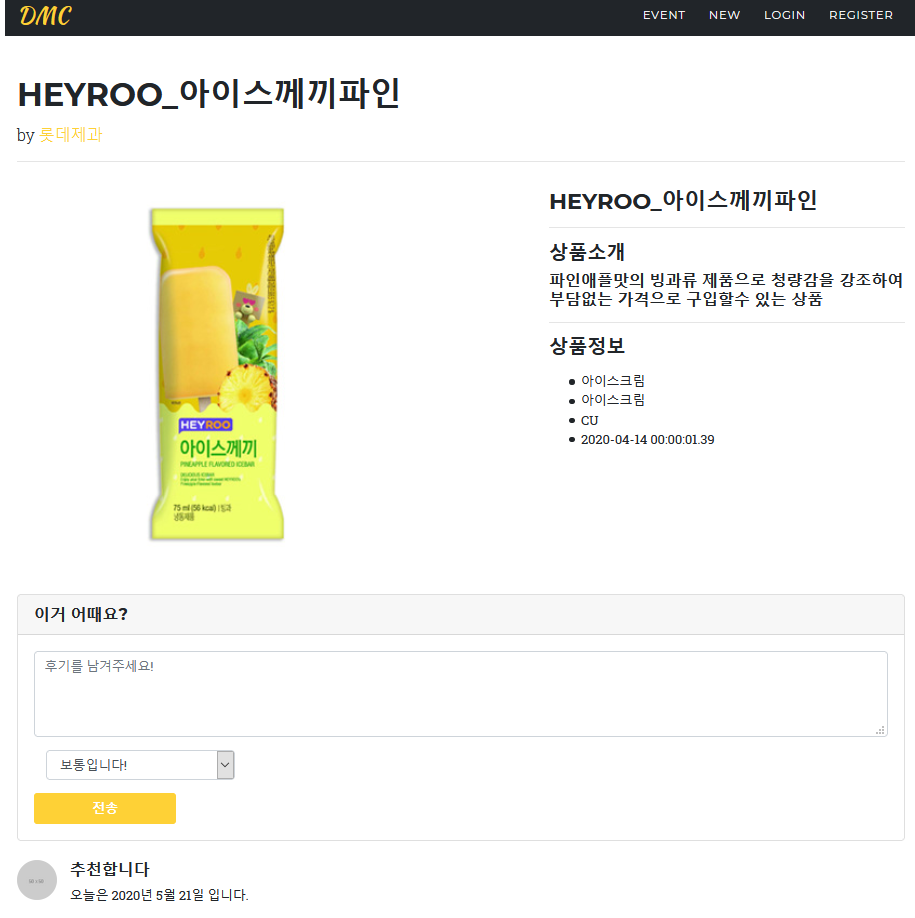 DMC
EVENT NEW LOGIN REGISTER
HEYROO_아이스께끼파인
by 롯데제과
HEYROO_아이스께끼파인
상품소개
파인애플맛의 빙과류 제품으로 청량감을 강조하여
부담없는 가격으로 구입할수 있는 상품
상품정보
아이스크림
아이스크림
CU
2020-04-14 00:00:01.39
HEYROO
아이스께끼
PINEAPPLE FLAVORED ICEBAR
75 ml (56 kcal) | 빙과
냉동제품
이거 어때요?
후기를 남겨주세요!
보통입니다!
전송
추천합니다
오늘은 2020년 5월 21일 입니다.